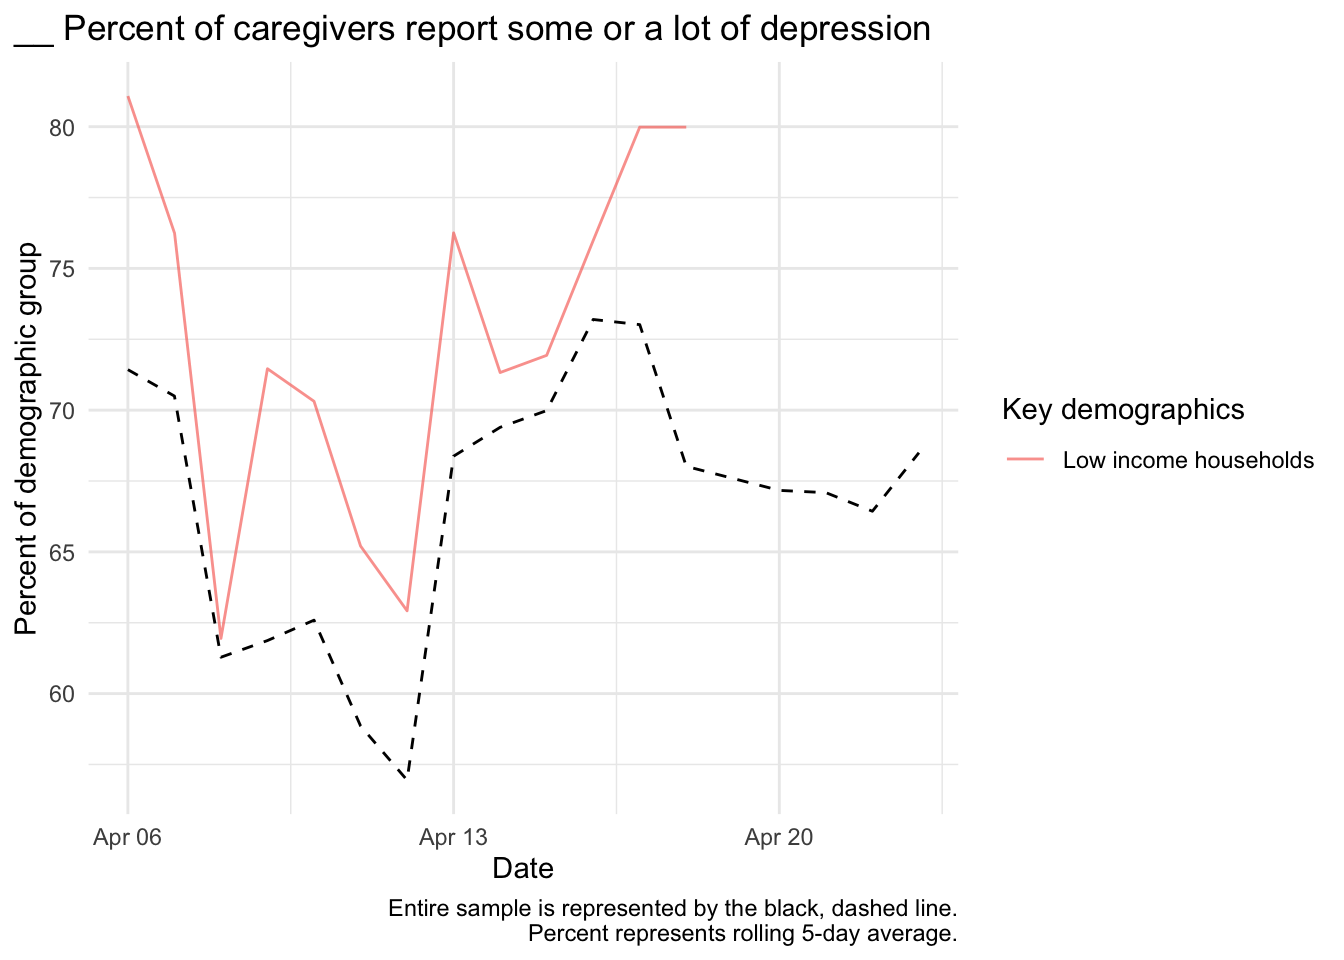 __ Percent of caregivers report some or a lot of depression
Percent of demographic group
80
75
70
65
60
Apr 06
Apr 13
Apr 20
Date
Key demographics
Low income households
Entire sample is represented by the black, dashed line.
Percent represents rolling 5-day average.